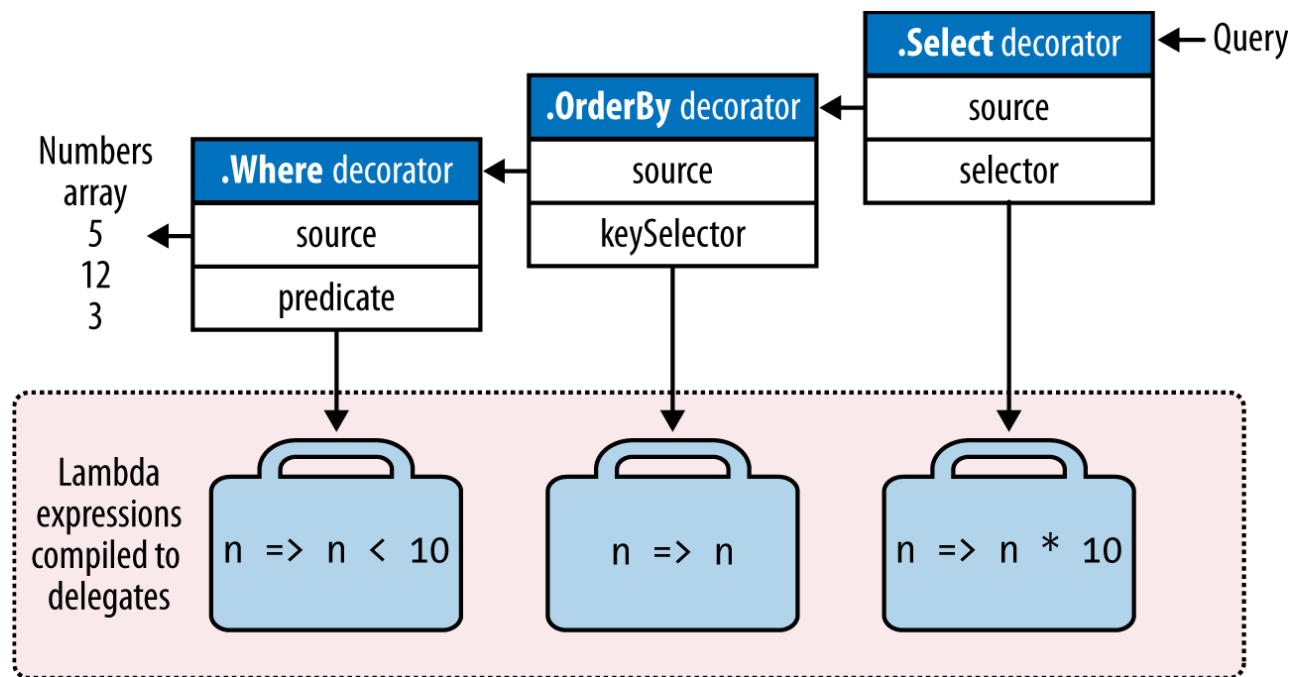 .Select decorator
Query
source
selector
.OrderBy decorator
source
keySelector
.Where decorator
source
predicate
Numbers
array
5
12
3
Lambda
expressions
compiled to
delegates
n => n < 10
n => n
n => n * 10